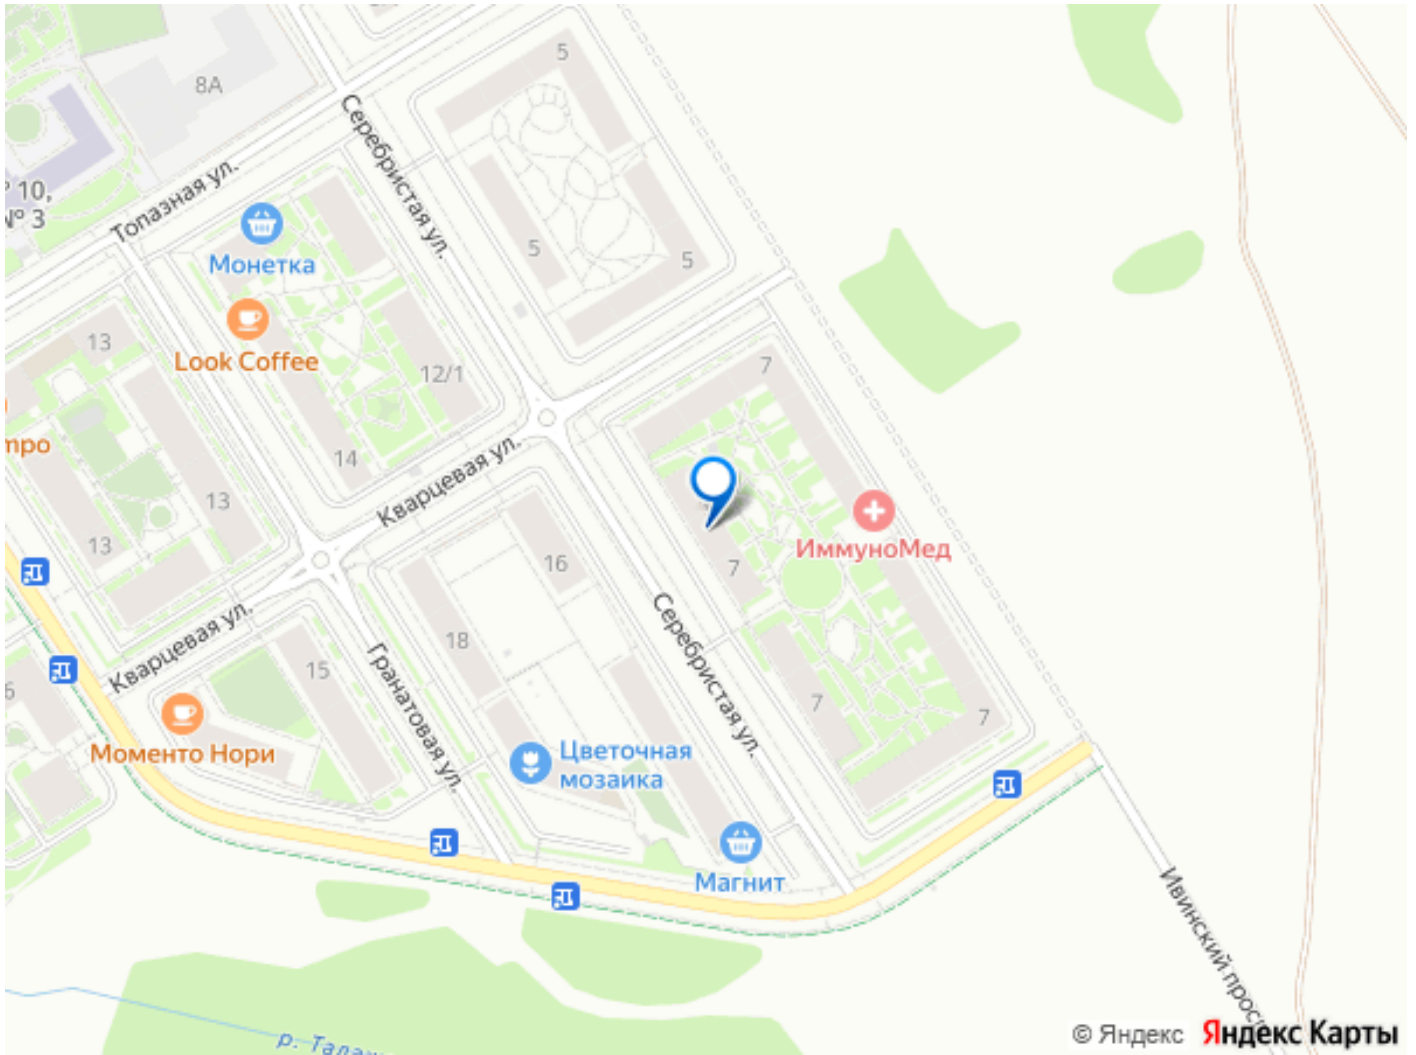 5
8А
Серебристая ул.
10,
№ 3
Топазная ул.
Монетка
5
5
Look Coffee
13
12/1
7
14
Кварцевая ул.
13
13
16
ИммуноМед
7
Кварцевая ул.
18
15
Серебристая ул.
Гранатовая ул.
6
7
7
Моменто Нори
Цветочная
мозаика
Магнит
Ивинский
© Яндекс Яндекс Карты
р.